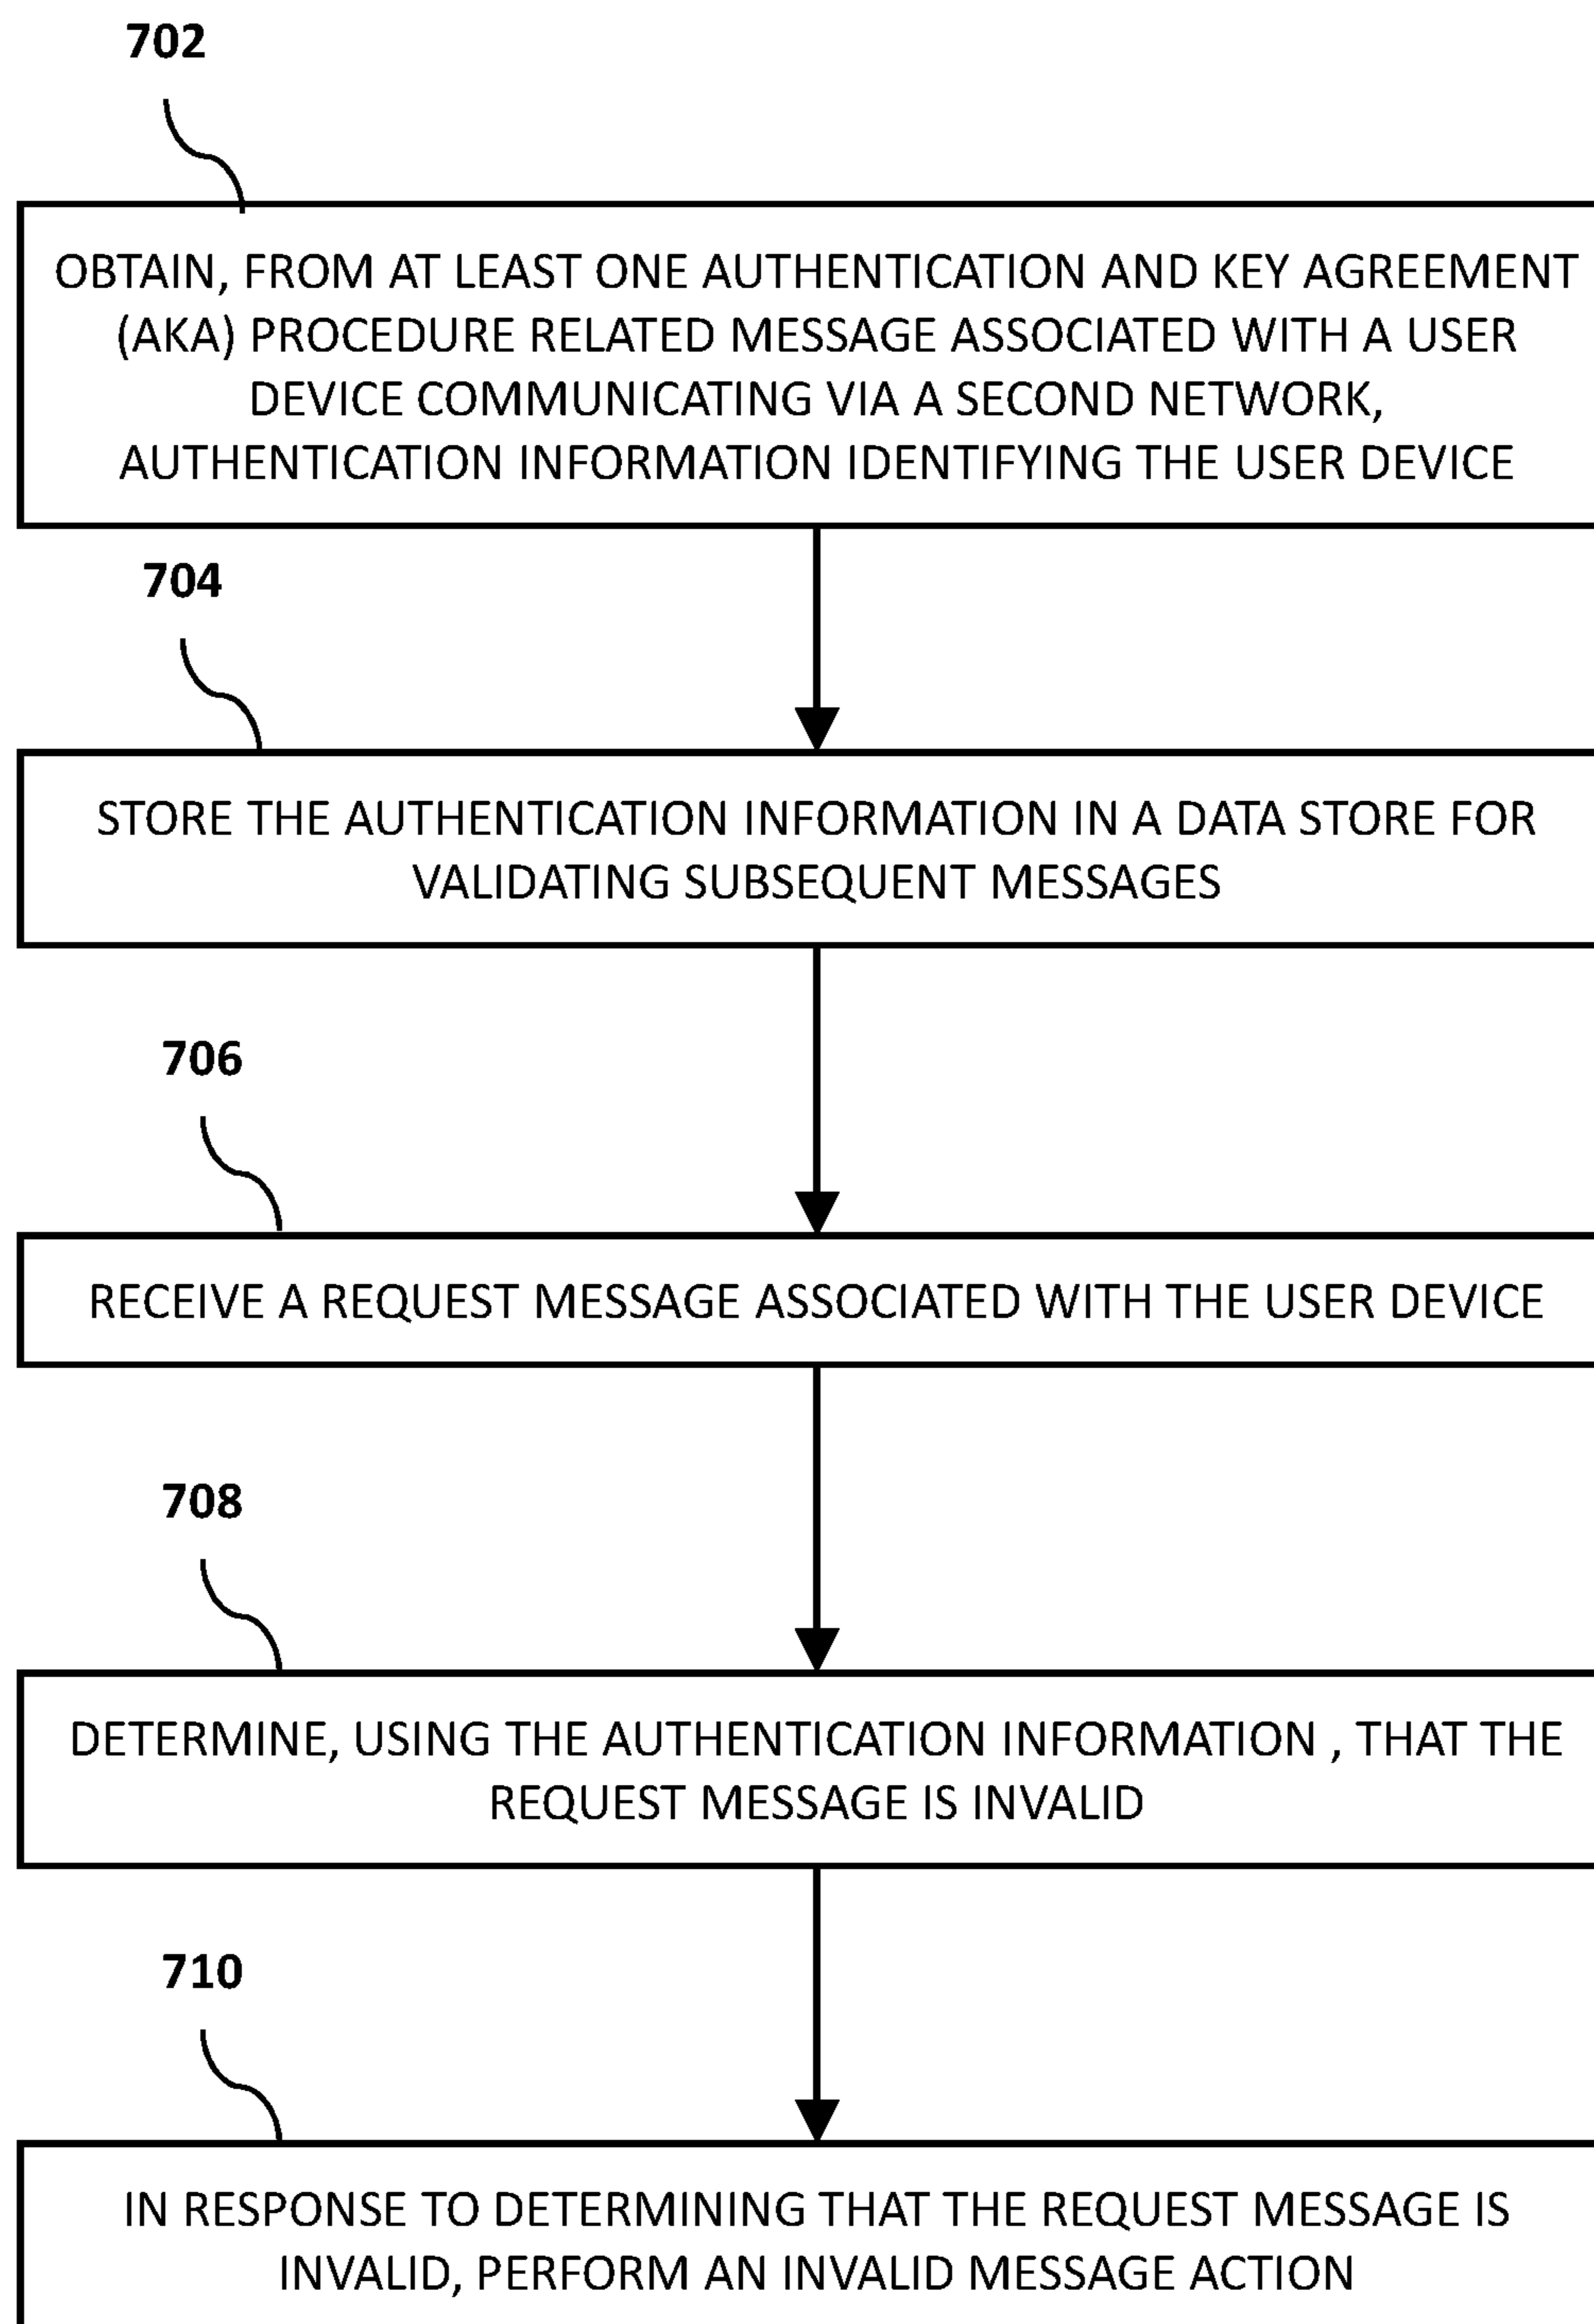 702
OBTAIN, FROM AT LEAST ONE AUTHENTICATION AND KEY AGREEMENT
(AKA) PROCEDURE RELATED MESSAGE ASSOCIATED WITH A USER
DEVICE COMMUNICATING VIA A SECOND NETWORK,
AUTHENTICATION INFORMATION IDENTIFYING THE USER DEVICE
704
STORE THE AUTHENTICATION INFORMATION IN A DATA STORE FOR
VALIDATING SUBSEQUENT MESSAGES
706
RECEIVE A REQUEST MESSAGE ASSOCIATED WITH THE USER DEVICE
708
DETERMINE, USING THE AUTHENTICATION INFORMATION , THAT THE
REQUEST MESSAGE IS INVALID
710
IN RESPONSE TO DETERMINING THAT THE REQUEST MESSAGE IS
INVALID, PERFORM AN INVALID MESSAGE ACTION